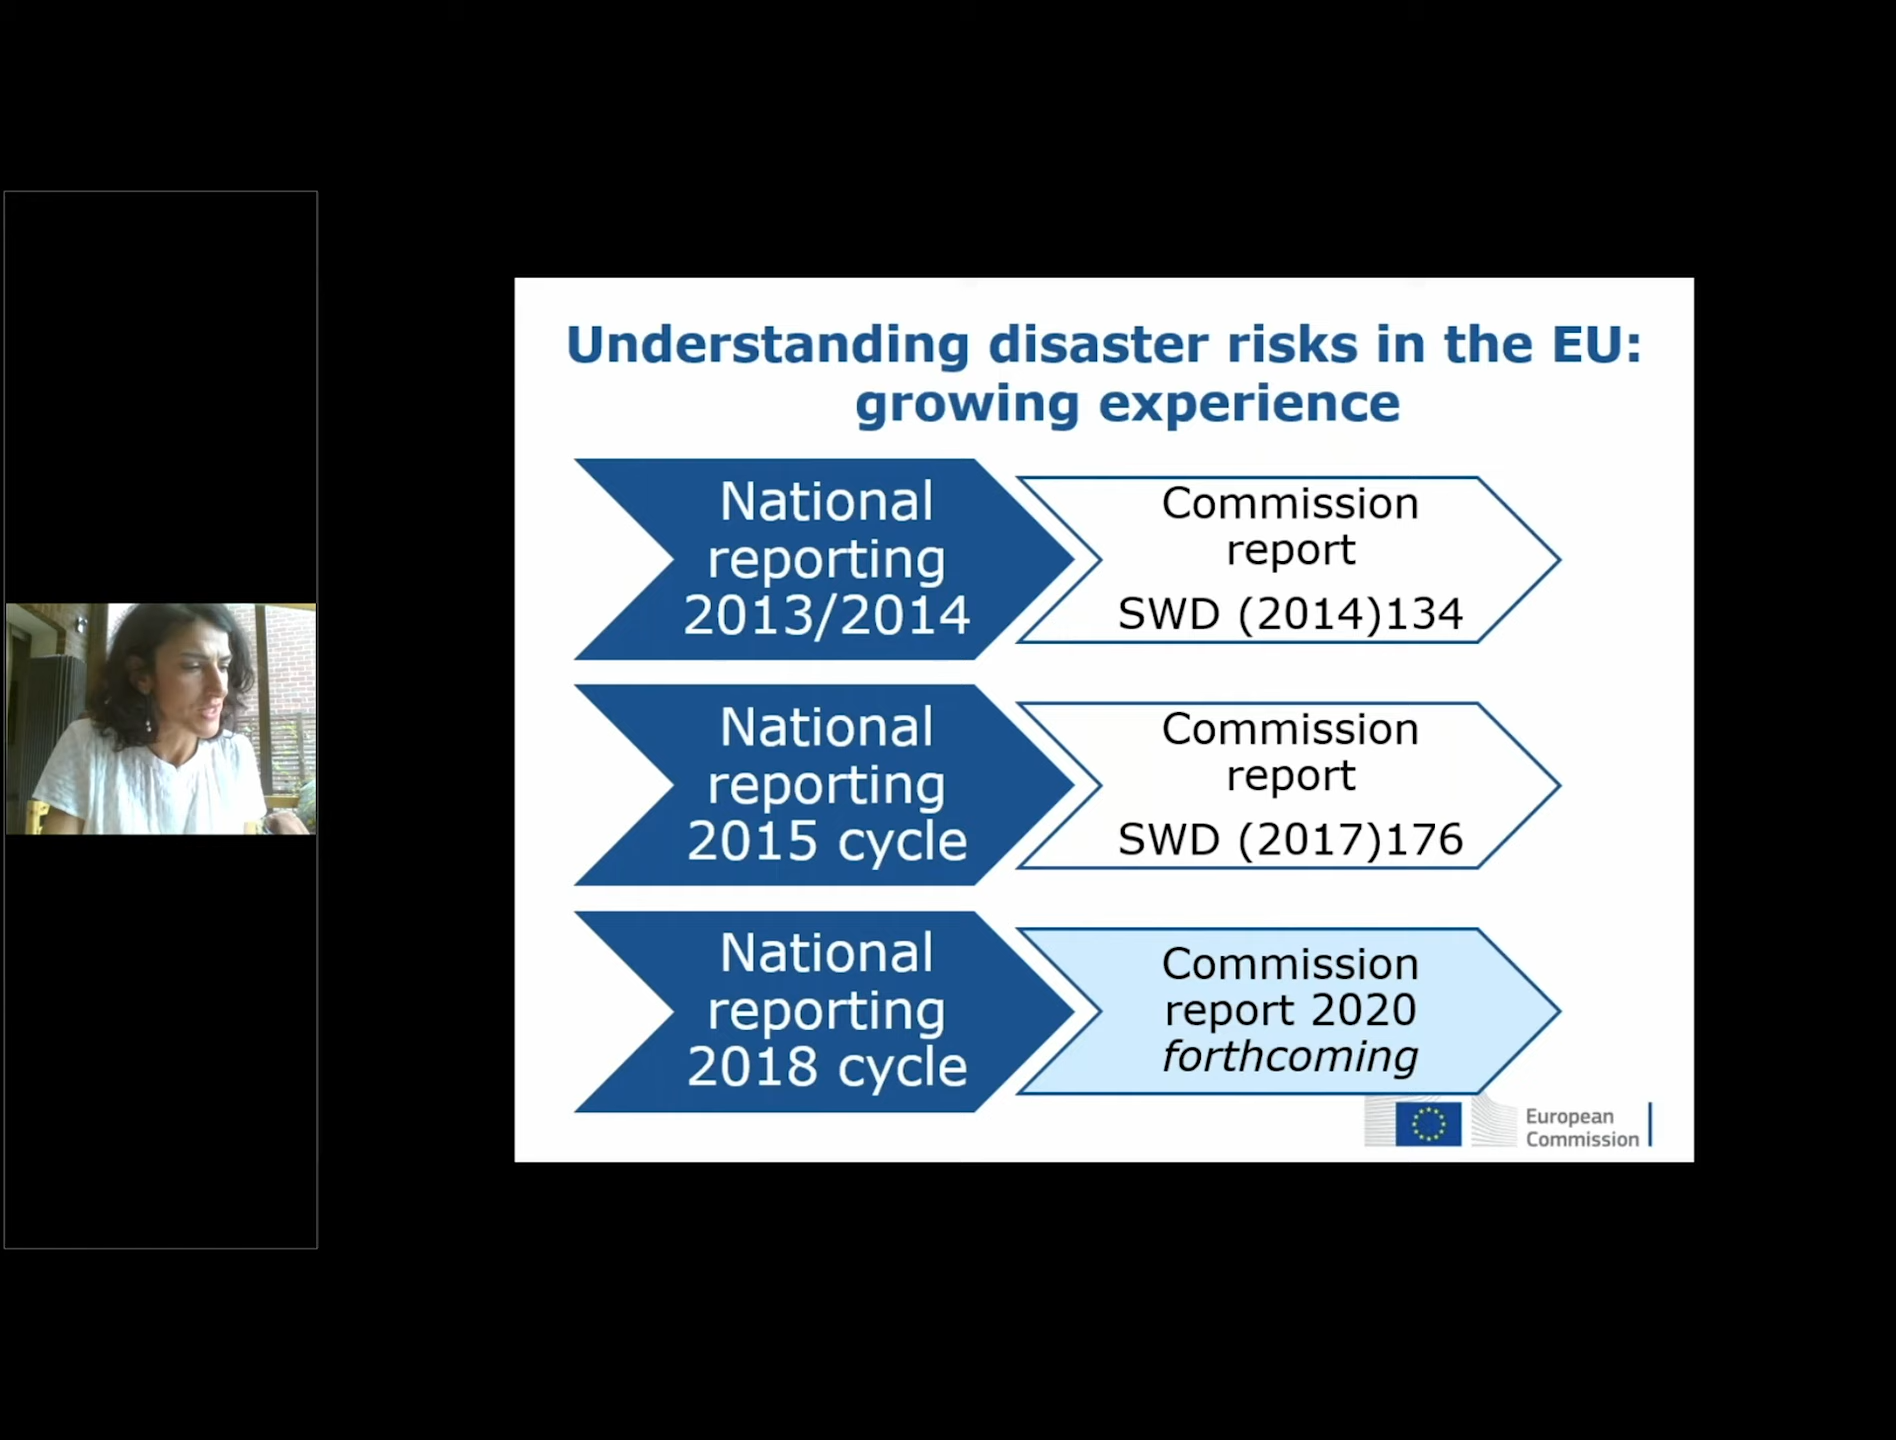 Understanding disaster risks in the EU:
growing experience
National
reporting
2013/2014
Commission
report
SWD (2014)134
National
reporting
2015 cycle
Commission
report
SWD (2017)176
National
reporting
2018 cycle
Commission
report 2020
forthcoming
European
Commission